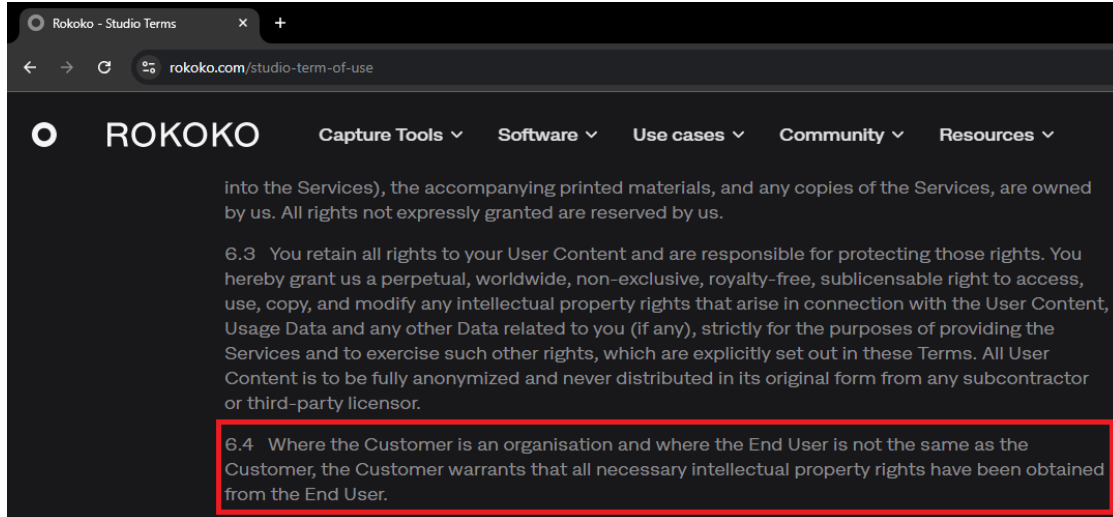 Rokoko - Studio Terms
rokoko.com/studio-term-of-use
ROKOKO Capture Tools Software Use cases Community Resources
into the Services), the accompanying printed materials, and any copies of the Services, are owned
by us. All rights not expressly granted are reserved by us.
6.3 You retain all rights to your User Content and are responsible for protecting those rights. You
hereby grant us a perpetual, worldwide, non-exclusive, royalty-free, sublicensable right to access,
use, copy, and modify any intellectual property rights that arise in connection with the User Content,
Usage Data and any other Data related to you (if any), strictly for the purposes of providing the
Services and to exercise such other rights, which are explicitly set out in these Terms. All User
Content is to be fully anonymized and never distributed in its original form from any subcontractor
or third-party licensor.
6.4 Where the Customer is an organisation and where the End User is not the same as the
Customer, the Customer warrants that all necessary intellectual property rights have been obtained
from the End User.